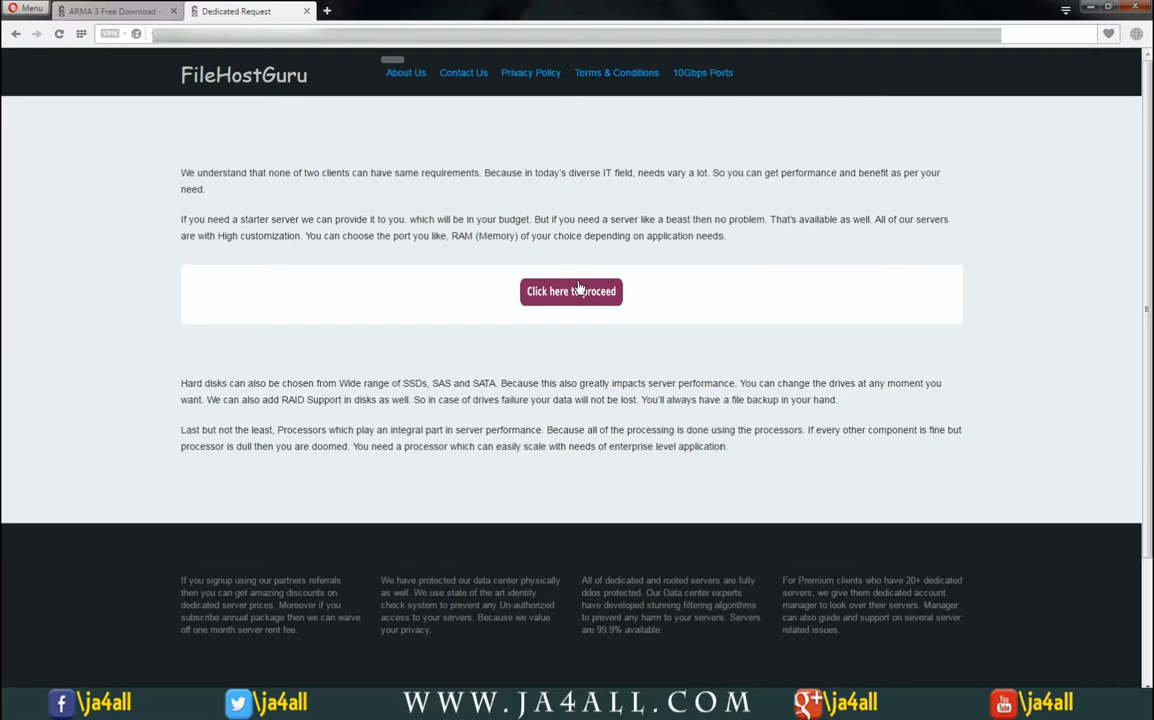 Menu
ARMA 3 Free Download -
Dedicated Request
VPN
FileHostGuru
About Us
Contact Us
Privacy Policy
Terms & Conditions
10Gbps Ports
We understand that none of two clients can have same requirements. Because in today's diverse IT field, needs vary a lot. So you can get performance and benefit as per your
need.
If you need a starter server we can provide it to you. which will be in your budget. But if you need a server like a beast then no problem. That's available as well. All of our servers
are with High customization. You can choose the port you like, RAM (Memory) of your choice depending on application needs.
Click here to proceed
Hard disks can also be chosen from Wide range of SSDs, SAS and SATA. Because this also greatly impacts server performance. You can change the drives at any moment you
want. We can also add RAID Support in disks as well. So in case of drives failure your data will not be lost. You'll always have a file backup in your hand.
Last but not the least, Processors which play an integral part in server performance. Because all of the processing is done using the processors. If every other component is fine but
processor is dull then you are doomed. You need a processor which can easily scale with needs of enterprise level application.
If you signup using our partners referrals
then you can get amazing discounts on
dedicated server prices. Moreover if you
subscribe annual package then we can waive
off one month server rent fee.
We have protected our data center physically
as well. We use state of the art identity
check system to prevent any Un-authorized
access to your servers. Because we value
your privacy.
All of dedicated and rooted servers are fully
ddos protected. Our Data center experts
have developed stunning filtering algorithms
to prevent any harm to your servers. Servers
are 99.9% available.
For Premium clients who have 20+ dedicated
servers, we give them dedicated account
manager to look over their servers. Manager
can also guide and support on several server
related issues.
f \ja4all
\ja4all
WWW.JA4ALL.COM
g+ \ja4all
You Tube \ja4all